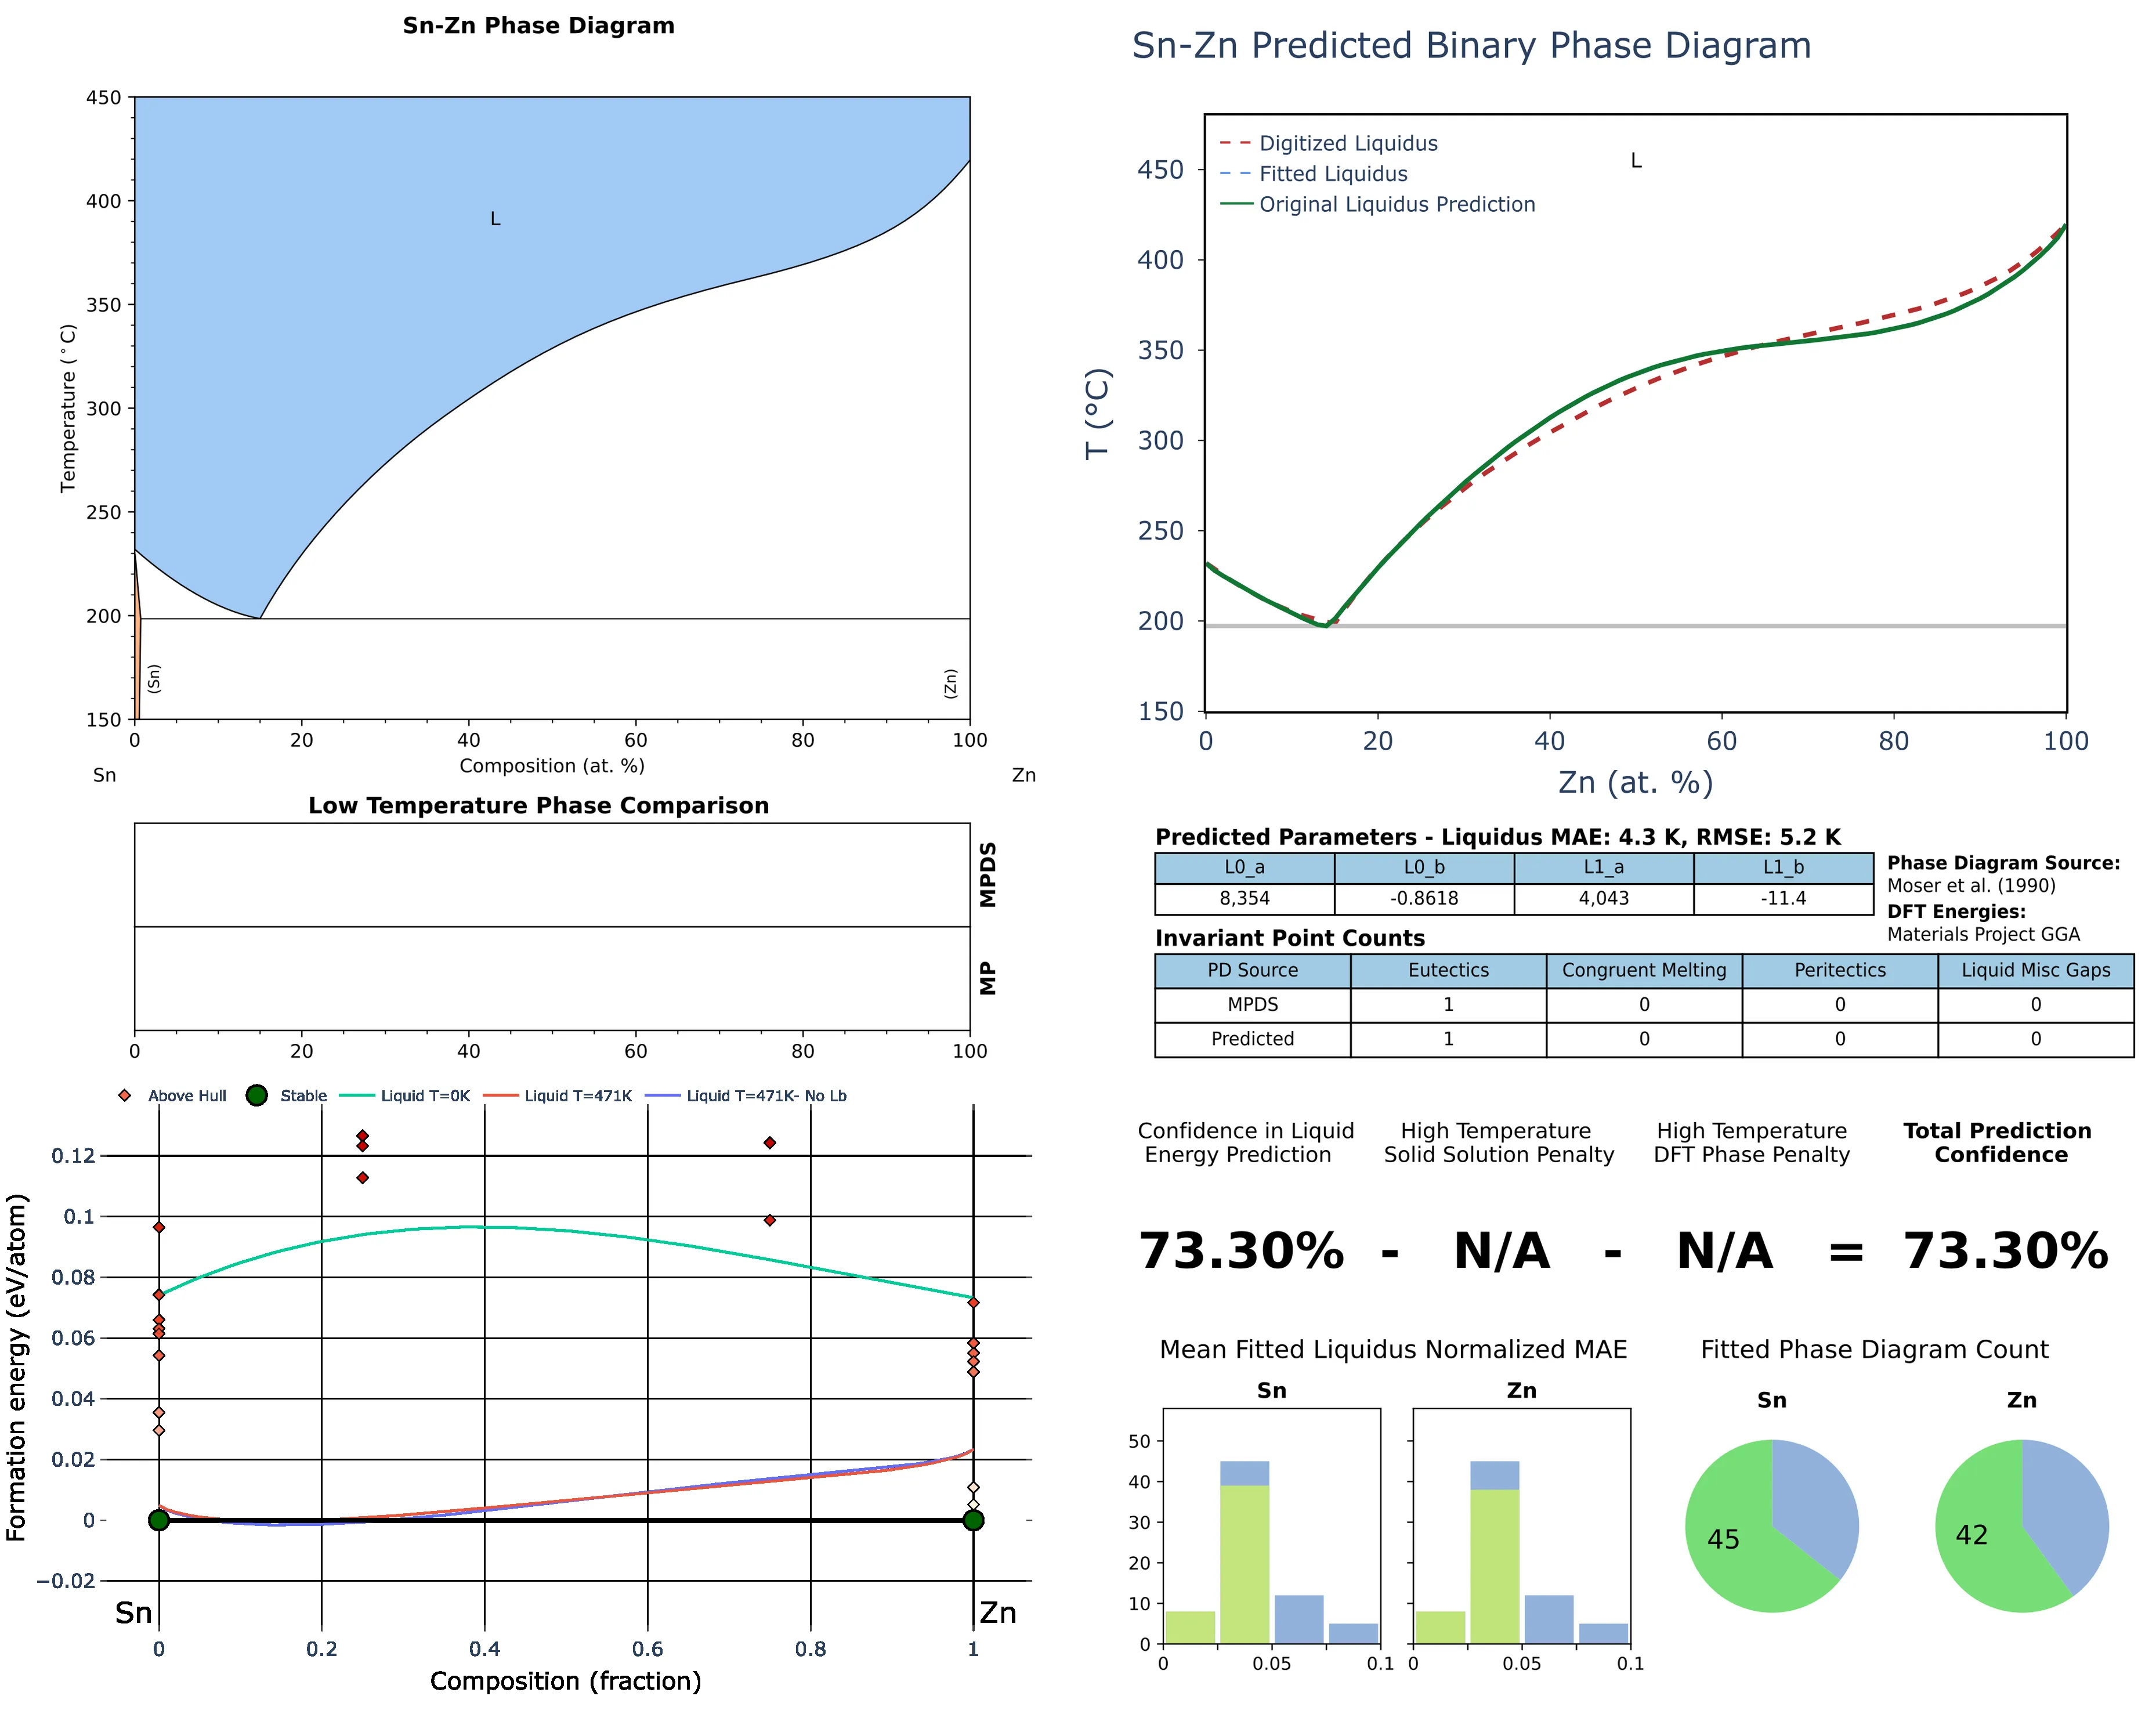 Sn-Zn Phase Diagram
450
400
350
300
250
200
150
Temperature (°C)
L
(Sn)
(Zn)
0 20 40 60 80 100
Composition (at. %)
Sn Zn
Sn-Zn Predicted Binary Phase Diagram
Digitized Liquidus
Fitted Liquidus
Original Liquidus Prediction
L
450
400
350
300
250
200
150
T (°C)
0 20 40 60 80 100
Zn (at. %)
Low Temperature Phase Comparison
MPDS
MP
0 20 40 60 80 100
Predicted Parameters - Liquidus MAE: 4.3 K, RMSE: 5.2 K
L0_a L0_b L1_a L1_b
8,354 -0.8618 4,043 -11.4
Phase Diagram Source:
Moser et al. (1990)
DFT Energies:
Materials Project GGA
Invariant Point Counts
PD Source Eutectics Congruent Melting Peritectics Liquid Misc Gaps
MPDS 1 0 0 0
Predicted 1 0 0 0
Above Hull Stable Liquid T=0K Liquid T=471K Liquid T=471K- No Lb
0.12
0.1
0.08
0.06
0.04
0.02
0
−0.02
Formation energy (eV/atom)
Sn Zn
0 0.2 0.4 0.6 0.8 1
Composition (fraction)
Confidence in Liquid
Energy Prediction
High Temperature
Solid Solution Penalty
High Temperature
DFT Phase Penalty
Total Prediction
Confidence
73.30% - N/A - N/A = 73.30%
Mean Fitted Liquidus Normalized MAE
Sn Zn
50
40
30
20
10
0
0 0.05 0.1 0 0.05 0.1
Fitted Phase Diagram Count
Sn Zn
45 42